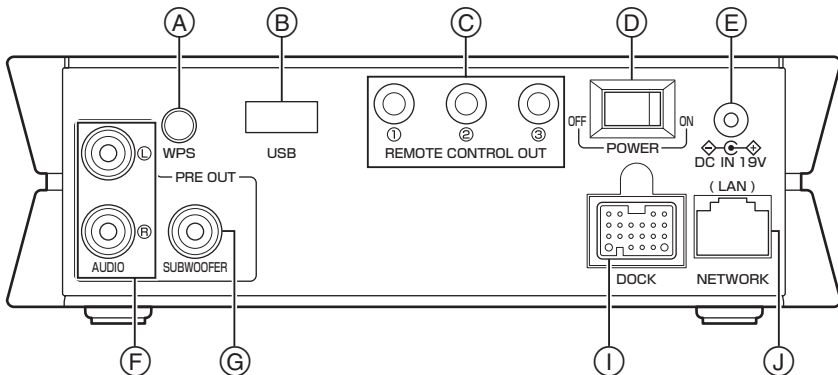 A B C D E
L
WPS
USB
① ② ③
REMOTE CONTROL OUT
OFF ON
POWER
DC IN 19V
PRE OUT
(LAN)
R
AUDIO
SUBWOOFER
DOCK
NETWORK
F G I J